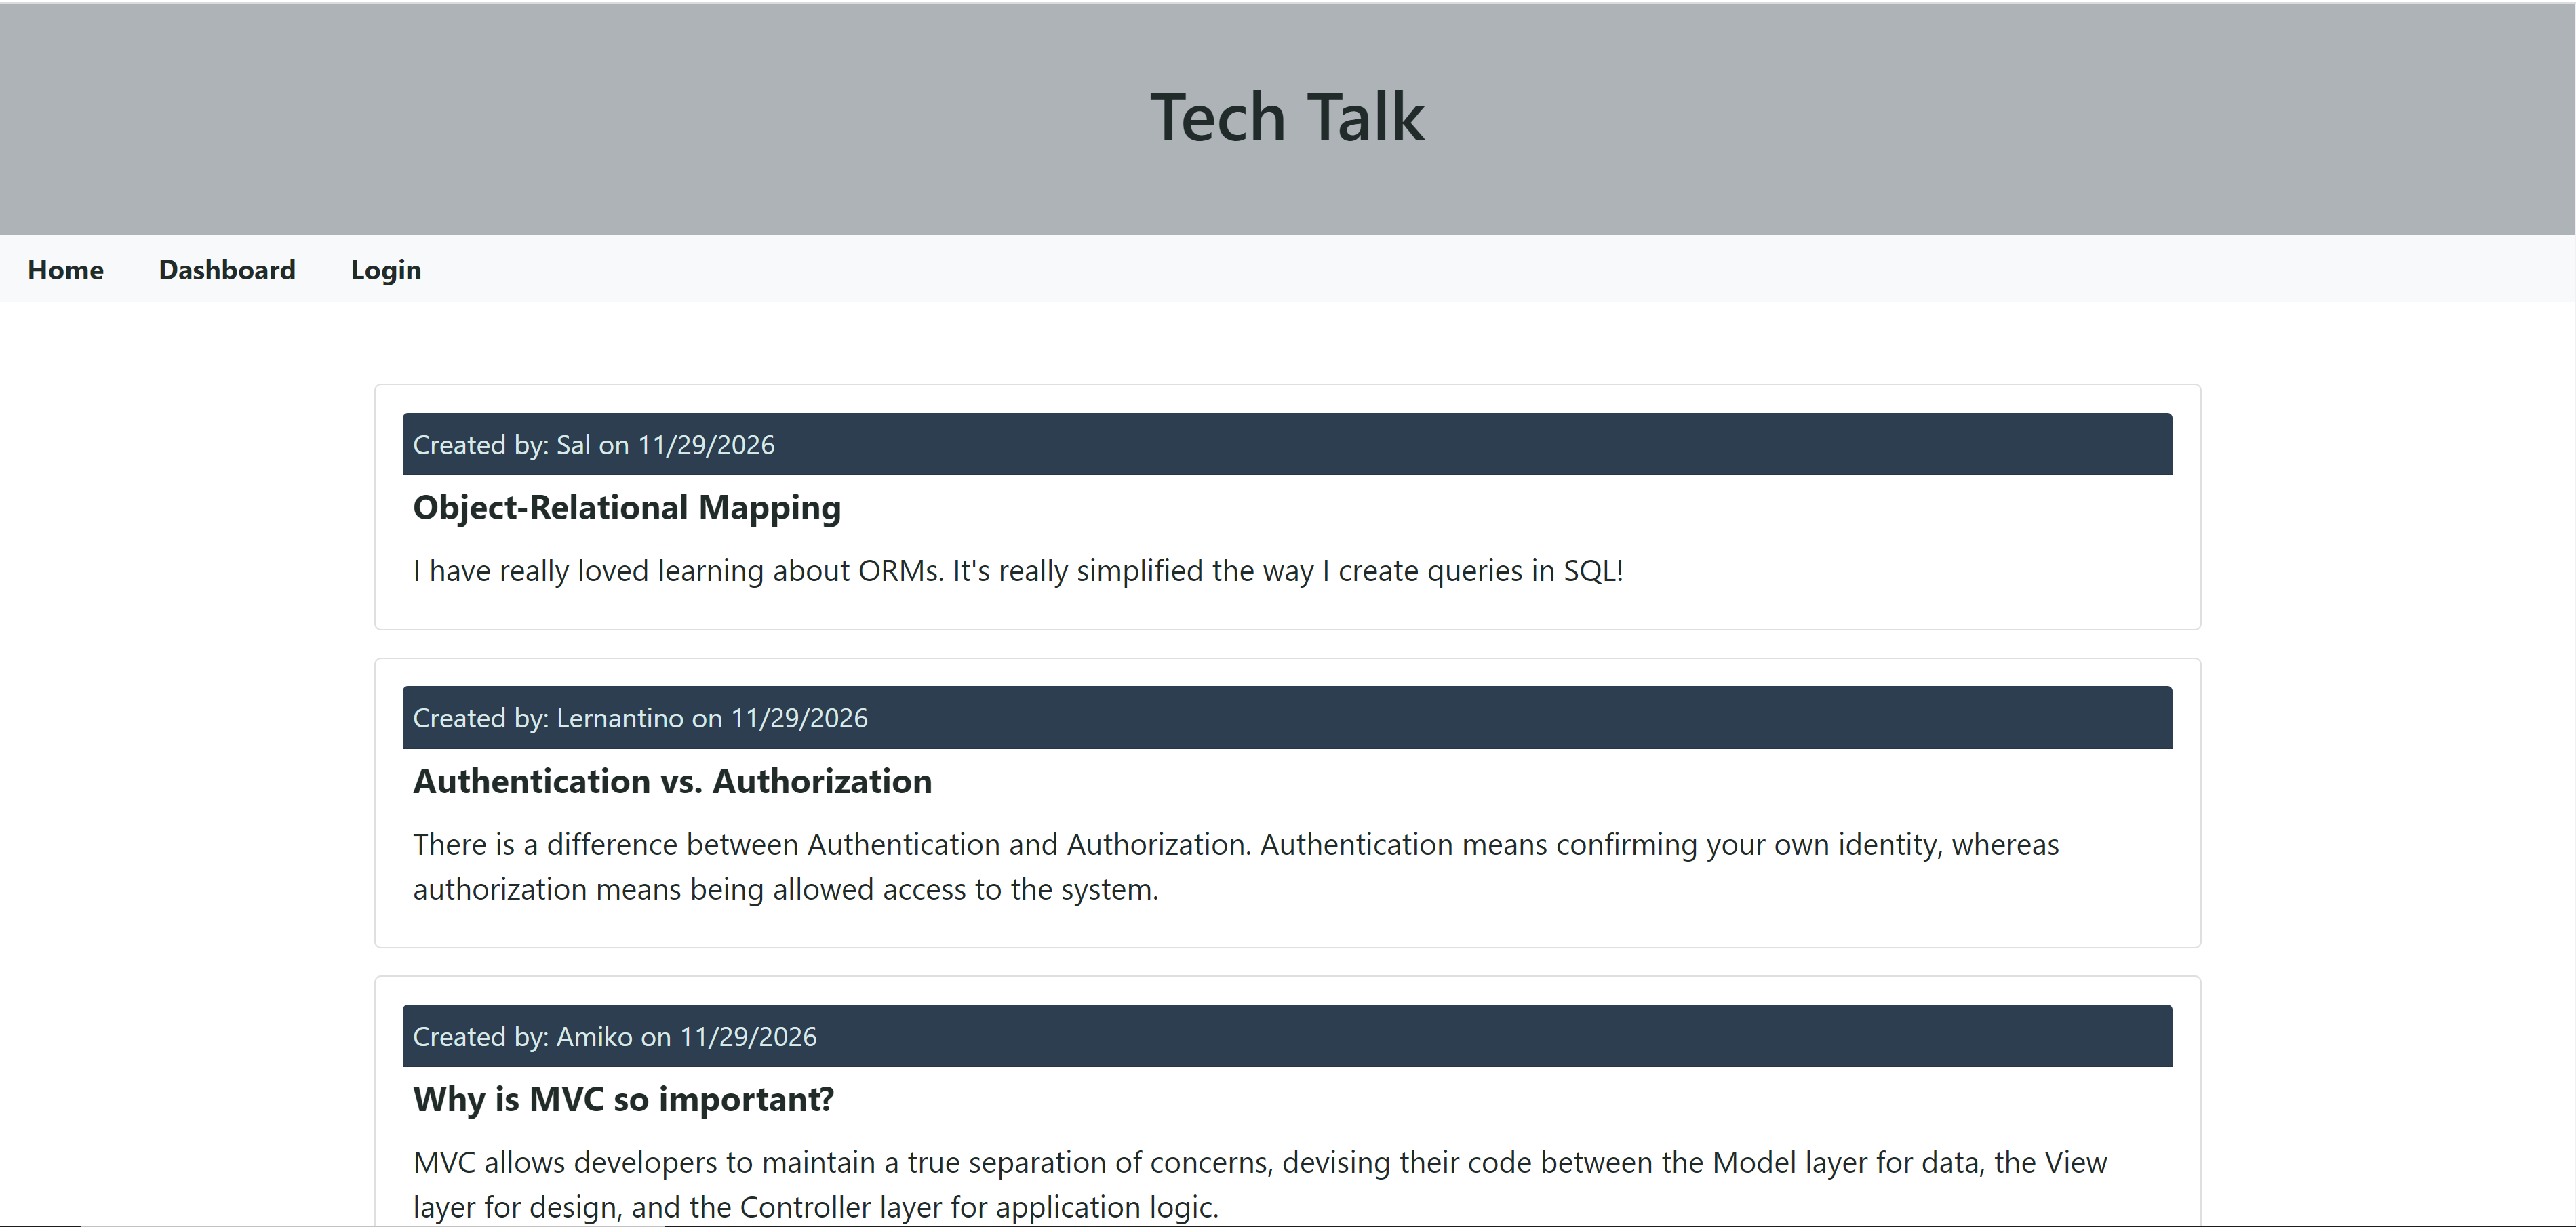 Tech Talk
Home Dashboard Login
Created by: Sal on 11/29/2026
Object-Relational Mapping
I have really loved learning about ORMs. It's really simplified the way I create queries in SQL!
Created by: Lernantino on 11/29/2026
Authentication vs. Authorization
There is a difference between Authentication and Authorization. Authentication means confirming your own identity, whereas
authorization means being allowed access to the system.
Created by: Amiko on 11/29/2026
Why is MVC so important?
MVC allows developers to maintain a true separation of concerns, devising their code between the Model layer for data, the View
layer for design, and the Controller layer for application logic.